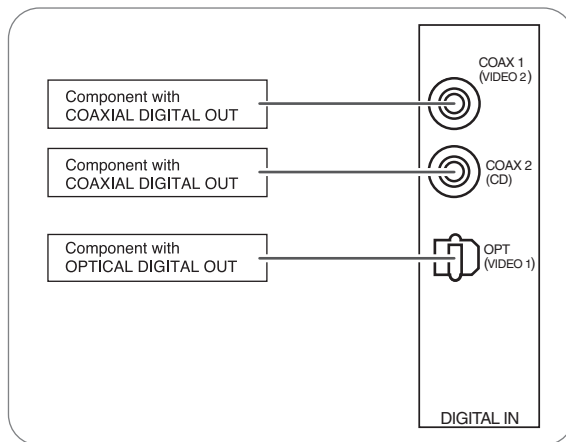 COAX 1
(VIDEO 2)
Component with
COAXIAL DIGITAL OUT
Component with
COAXIAL DIGITAL OUT
COAX 2
(CD)
Component with
OPTICAL DIGITAL OUT
OPT
(VIDEO 1)
DIGITAL IN